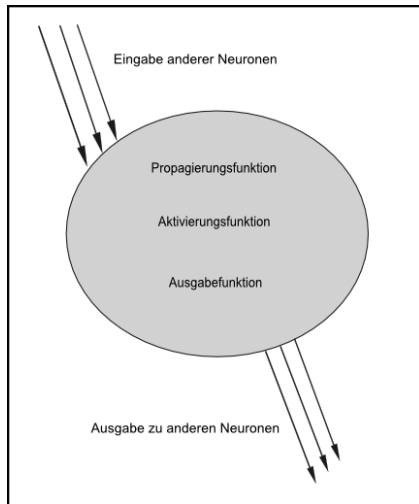 Eingabe anderer Neuronen
Propagierungsfunktion
Aktivierungsfunktion
Ausgabefunktion
Ausgabe zu anderen Neuronen